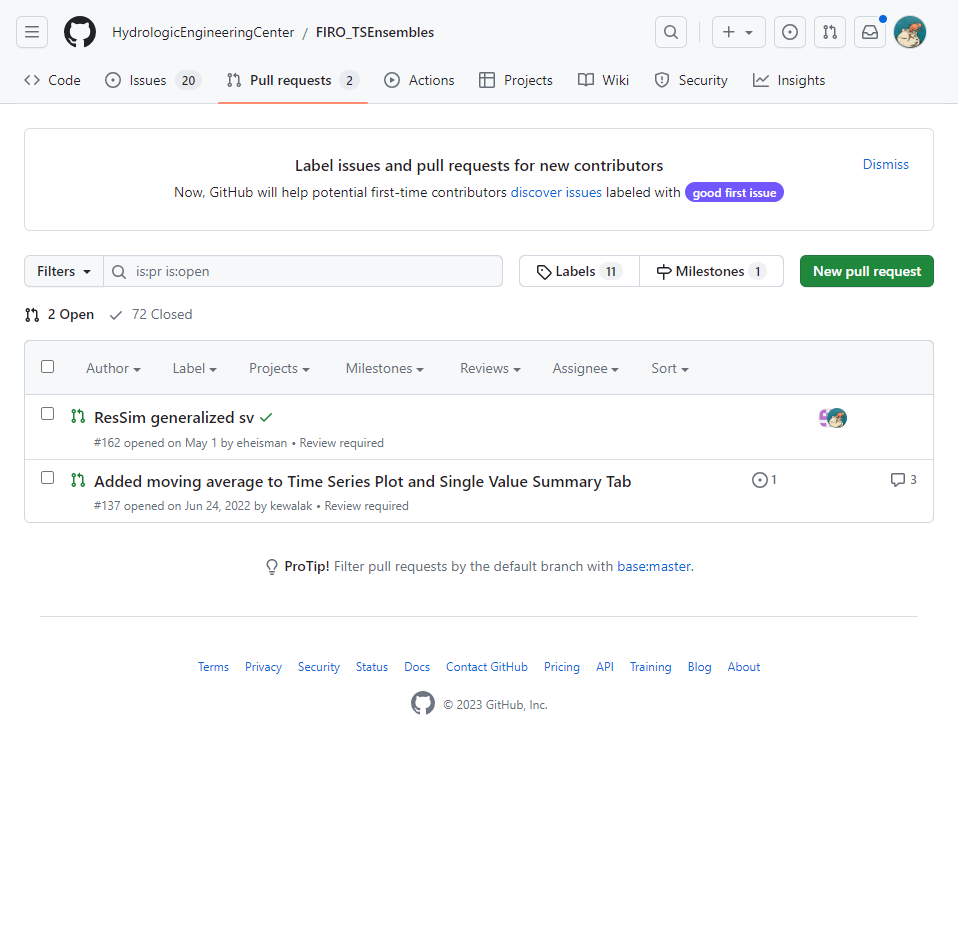 HydrologicEngineeringCenter / FIRO_TSEnsembles
Code Issues 20 Pull requests 2 Actions Projects Wiki Security Insights
Label issues and pull requests for new contributors
Dismiss
Now, GitHub will help potential first-time contributors discover issues labeled with good first issue
Filters is:pr is:open Labels 11 Milestones 1 New pull request
2 Open 72 Closed
Author Label Projects Milestones Reviews Assignee Sort
ResSim generalized sv
#162 opened on May 1 by eheisman • Review required
Added moving average to Time Series Plot and Single Value Summary Tab 1 3
#137 opened on Jun 24, 2022 by kewalak • Review required
ProTip! Filter pull requests by the default branch with base:master.
Terms Privacy Security Status Docs Contact GitHub Pricing API Training Blog About
© 2023 GitHub, Inc.